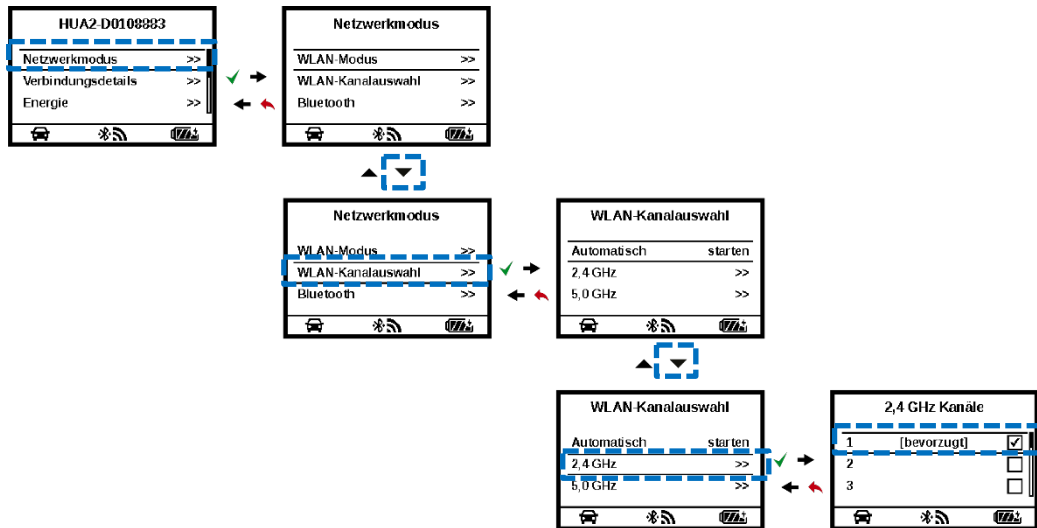 HUA2-D0108883
Netzwerkmodus >>
Verbindungsdetails >>
Energie >>
Netzwerkmodus
WLAN-Modus >>
WLAN-Kanalauswahl >>
Bluetooth >>
Netzwerkmodus
WLAN-Modus >>
WLAN-Kanalauswahl >>
Bluetooth >>
WLAN-Kanalauswahl
Automatisch starten
2,4 GHz >>
5,0 GHz >>
WLAN-Kanalauswahl
Automatisch starten
2,4 GHz >>
5,0 GHz >>
2,4 GHz Kanäle
1 [bevorzugt]
2
3